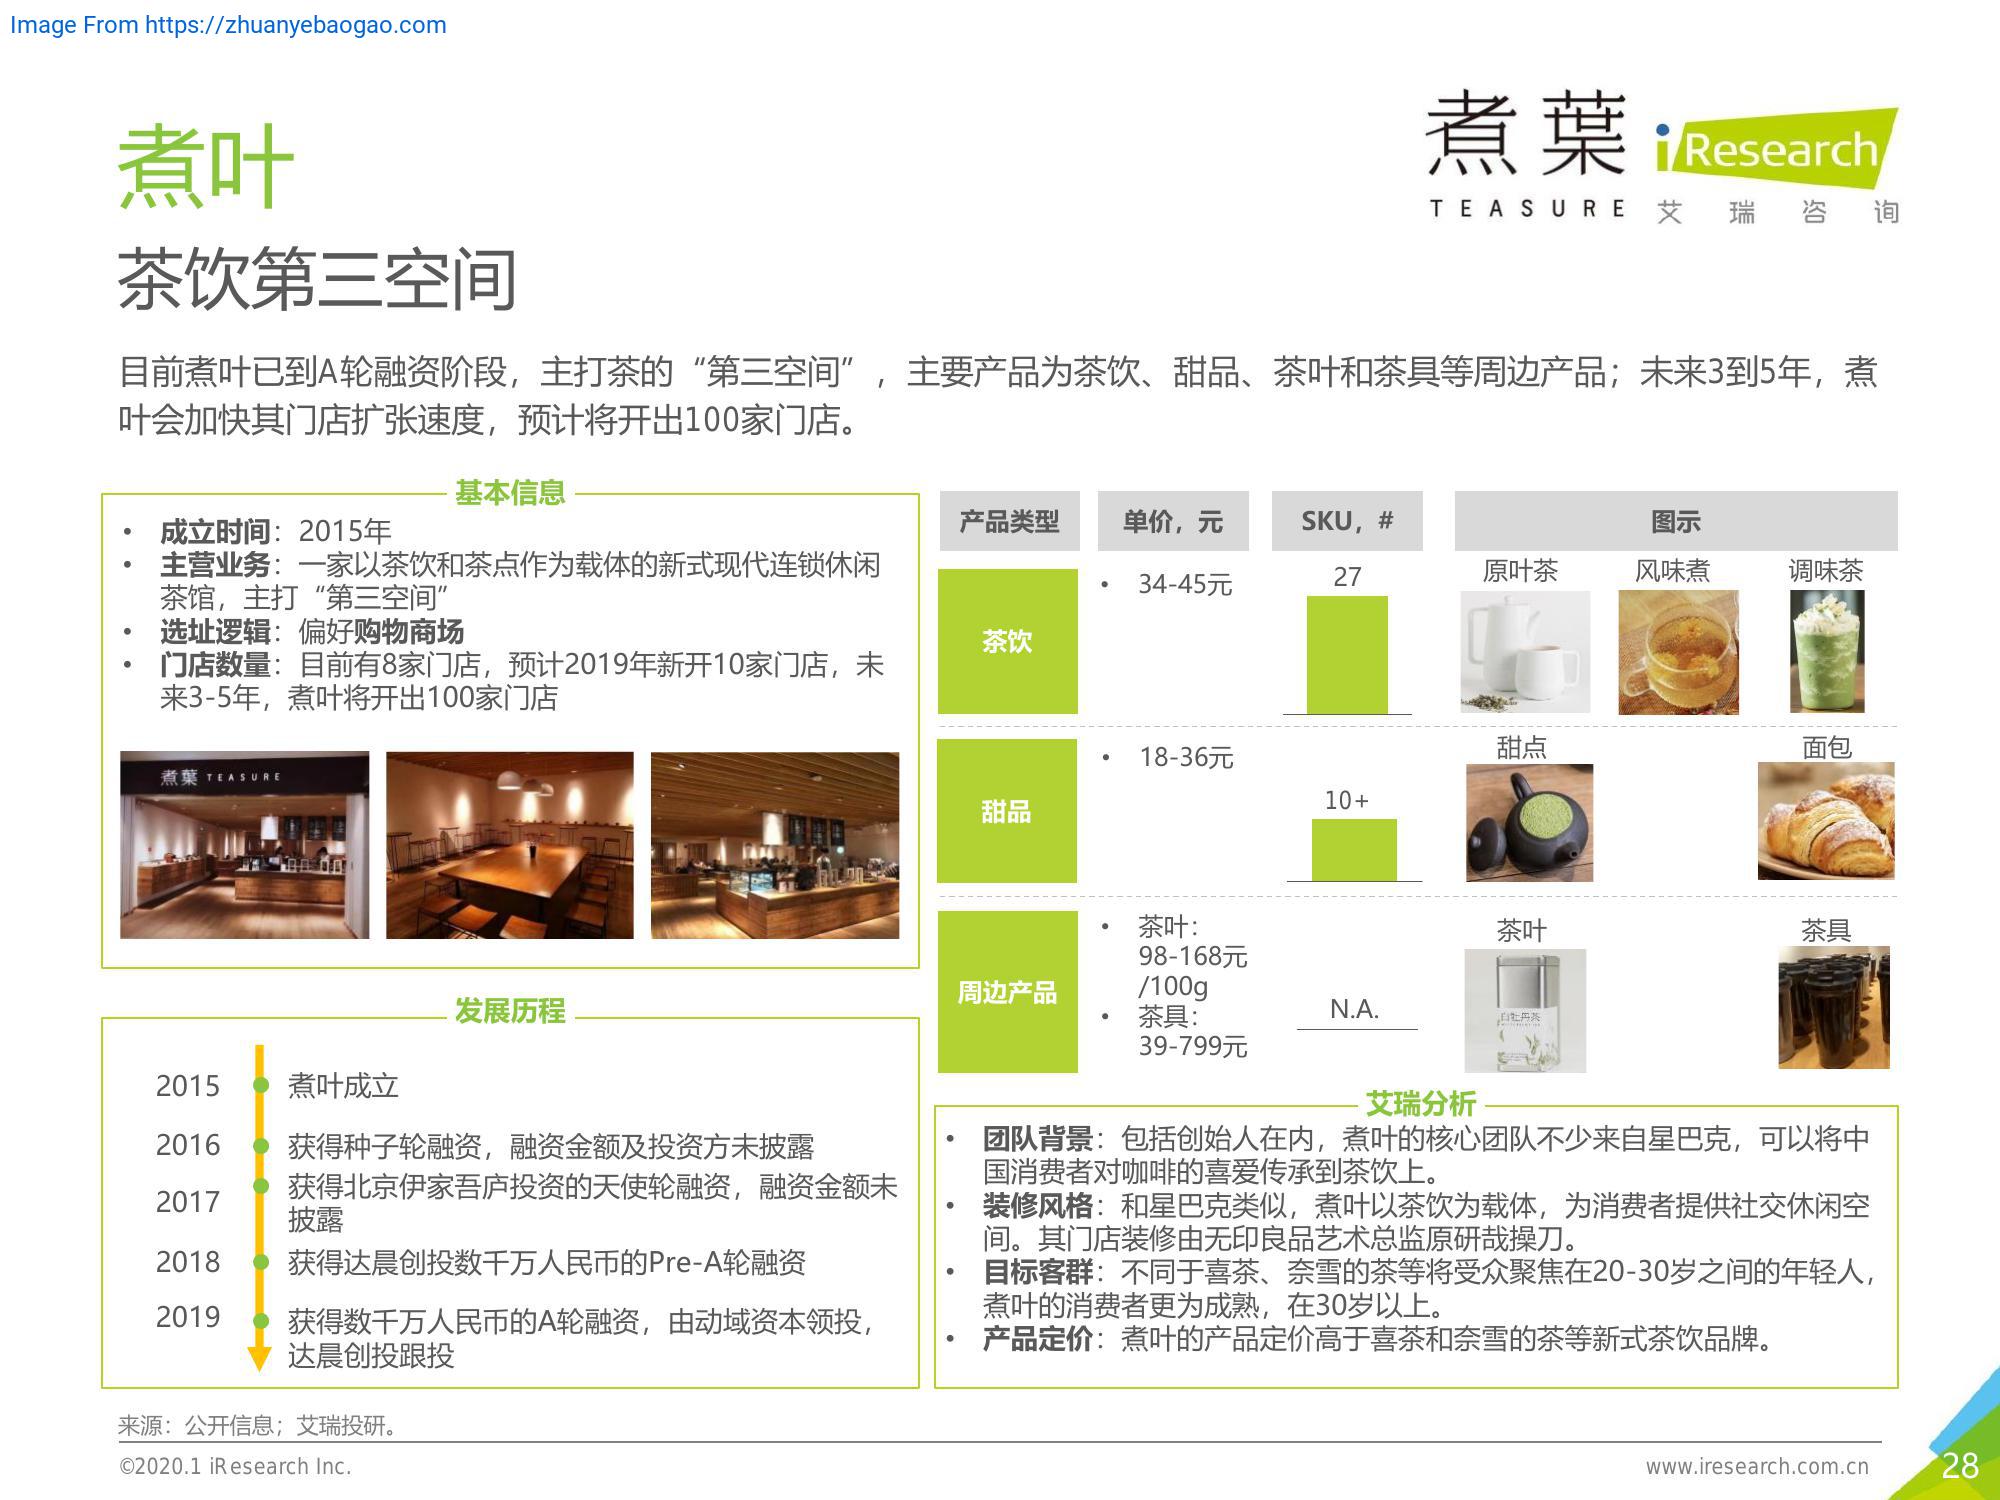 Image From https://zhuanyebaogao.com
煮葉
TEASURE
iResearch
艾瑞咨询
煮叶
茶饮第三空间
目前煮叶已到A轮融资阶段，主打茶的“第三空间”，主要产品为茶饮、甜品、茶叶和茶具等周边产品；未来3到5年，煮
叶会加快其门店扩张速度，预计将开出100家门店。
基本信息
• 成立时间：2015年
• 主营业务：一家以茶饮和茶点作为载体的新式现代连锁休闲
茶馆，主打“第三空间”
• 选址逻辑：偏好购物商场
• 门店数量：目前有8家门店，预计2019年新开10家门店，未
来3-5年，煮叶将开出100家门店
煮葉 TEASURE
发展历程
2015 煮叶成立
2016 获得种子轮融资，融资金额及投资方未披露
2017 获得北京伊家吾庐投资的天使轮融资，融资金额未
披露
2018 获得达晨创投数千万人民币的Pre-A轮融资
2019 获得数千万人民币的A轮融资，由动域资本领投，
达晨创投跟投
产品类型 单价，元 SKU，# 图示
茶饮
• 34-45元
27
原叶茶 风味煮 调味茶
甜品
• 18-36元
10+
甜点 面包
周边产品
• 茶叶：
98-168元
/100g
• 茶具：
39-799元
N.A.
茶叶 茶具
白牡丹茶
艾瑞分析
• 团队背景：包括创始人在内，煮叶的核心团队不少来自星巴克，可以将中
国消费者对咖啡的喜爱传承到茶饮上。
• 装修风格：和星巴克类似，煮叶以茶饮为载体，为消费者提供社交休闲空
间。其门店装修由无印良品艺术总监原研哉操刀。
• 目标客群：不同于喜茶、奈雪的茶等将受众聚焦在20-30岁之间的年轻人，
煮叶的消费者更为成熟，在30岁以上。
• 产品定价：煮叶的产品定价高于喜茶和奈雪的茶等新式茶饮品牌。
来源：公开信息；艾瑞投研。
©2020.1 iResearch Inc.
www.iresearch.com.cn
28